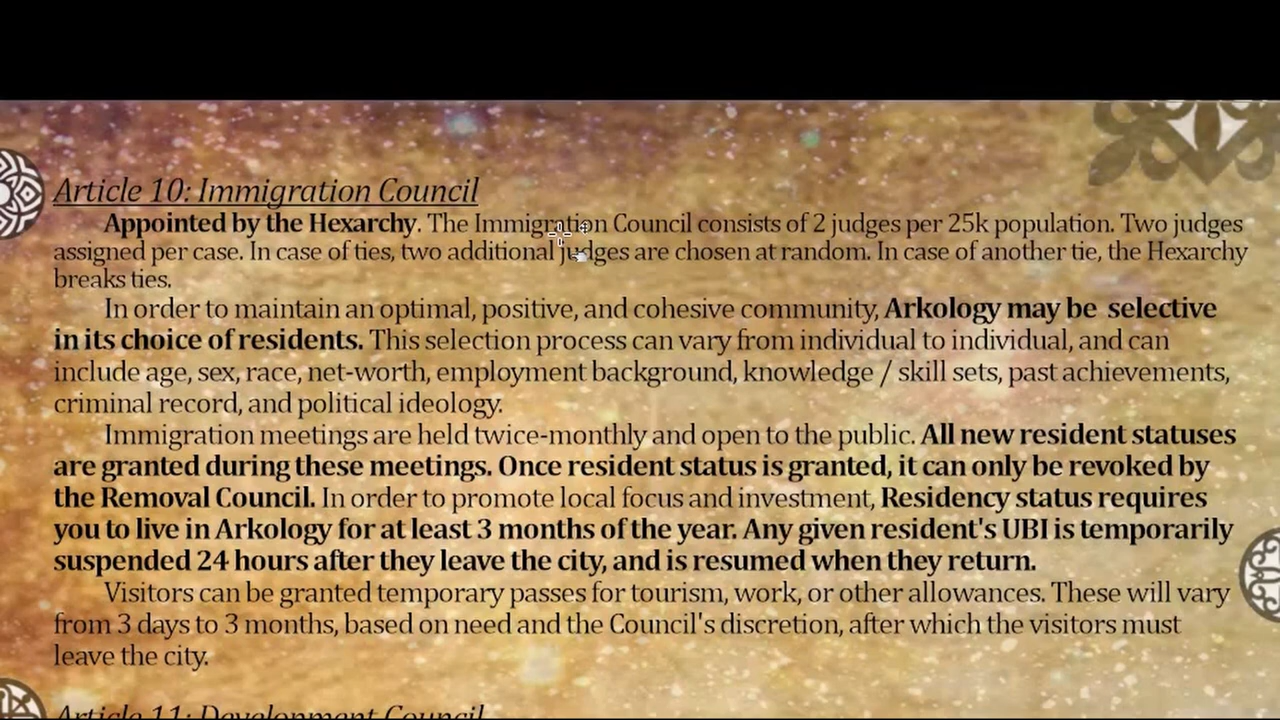 Article 10: Immigration Council
Appointed by the Hexarchy. The Immigration Council consists of 2 judges per 25k population. Two judges
assigned per case. In case of ties, two additional judges are chosen at random. In case of another tie, the Hexarchy
breaks ties.
In order to maintain an optimal, positive, and cohesive community, Arkology may be selective
in its choice of residents. This selection process can vary from individual to individual, and can
include age, sex, race, net-worth, employment background, knowledge / skill sets, past achievements,
criminal record, and political ideology.
Immigration meetings are held twice-monthly and open to the public. All new resident statuses
are granted during these meetings. Once resident status is granted, it can only be revoked by
the Removal Council. In order to promote local focus and investment, Residency status requires
you to live in Arkology for at least 3 months of the year. Any given resident's UBI is temporarily
suspended 24 hours after they leave the city, and is resumed when they return.
Visitors can be granted temporary passes for tourism, work, or other allowances. These will vary
from 3 days to 3 months, based on need and the Council's discretion, after which the visitors must
leave the city.
Article 11: Development Council